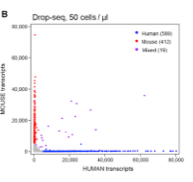 B
Drop-seq, 50 cells / µl
Human (589)
Mouse (412)
Mixed (19)
MOUSE transcripts
80,000
60,000
40,000
20,000
0
0
20,000
40,000
60,000
80,000
HUMAN transcripts